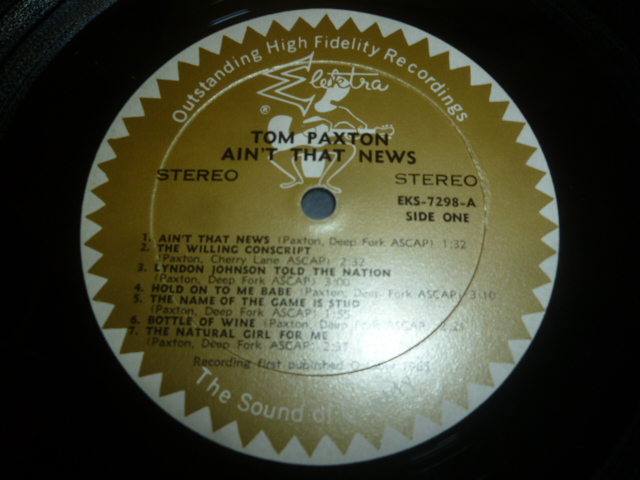 Outstanding High Fidelity Recordings
Elektra
®
TOM PAXTON
AIN'T THAT NEWS
STEREO STEREO
EKS-7298-A
SIDE ONE
1. AIN'T THAT NEWS (Paxton, Deep Fork ASCAP) 1:32
2. THE WILLING CONSCRIPT
(Paxton, Cherry Lane ASCAP) 2:32
3. LYNDON JOHNSON TOLD THE NATION
(Paxton, Deep Fork ASCAP) 3:00
4. HOLD ON TO ME BABE (Paxton, Deep Fork ASCAP) 3:10
5. THE NAME OF THE GAME IS STUD
(Paxton, Deep Fork ASCAP) 1:55
6. BOTTLE OF WINE (Paxton, Deep Fork ASCAP) 2:26
7. THE NATURAL GIRL FOR ME
(Paxton, Deep Fork ASCAP) 2:37
Recording first published 1965
The Sound of